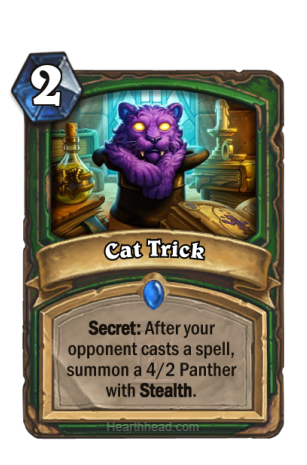 2
Cat Trick
Secret: After your
opponent casts a spell,
summon a 4/2 Panther
with Stealth.
Hearthhead.com